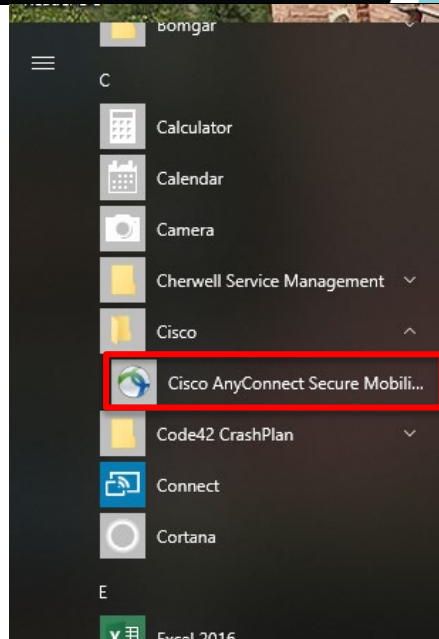 Bomgar
C
Calculator
Calendar
Camera
Cherwell Service Management
Cisco
Cisco AnyConnect Secure Mobili...
Code42 CrashPlan
Connect
Cortana
E
Excel 2016